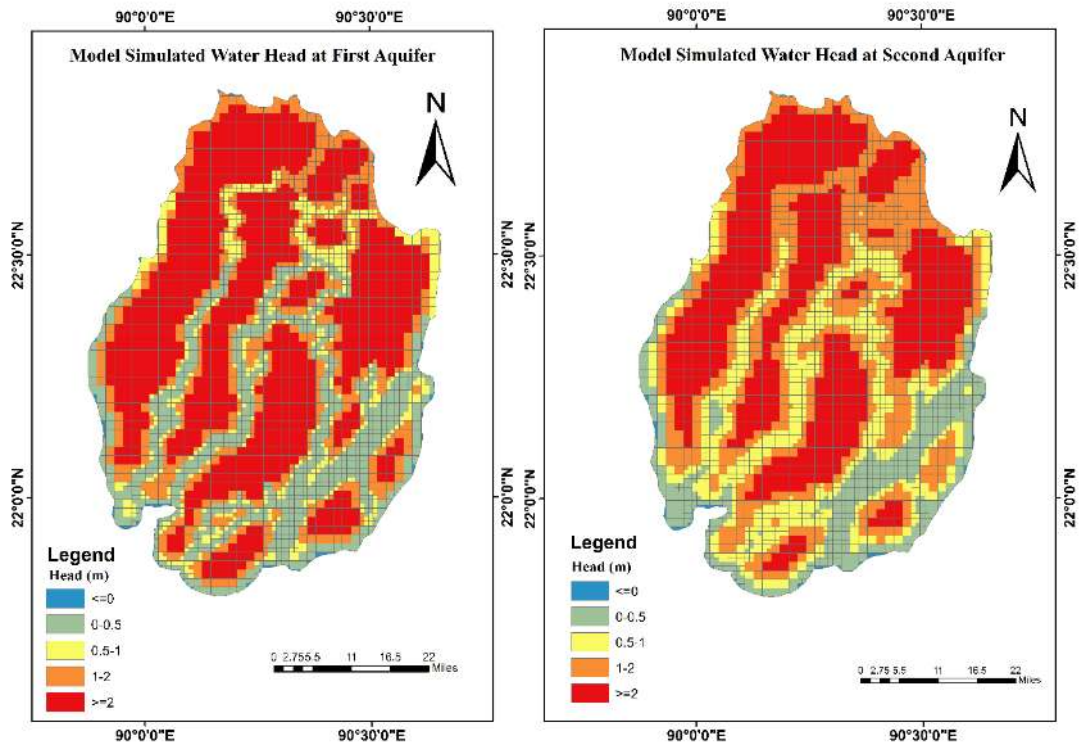 90°0'0"E
90°30'0"E
Model Simulated Water Head at First Aquifer
N
22°30'0"N
22°30'0"N
22°0'0"N
22°0'0"N
Legend
Head (m)
<=0
0-0.5
0.5-1
1-2
>=2
0 2.755.5 11 16.5 22
Miles
90°0'0"E
90°30'0"E
90°0'0"E
90°30'0"E
Model Simulated Water Head at Second Aquifer
N
22°30'0"N
22°30'0"N
22°0'0"N
22°0'0"N
Legend
Head (m)
<=0
0-0.5
0.5-1
1-2
>=2
0 2.75 5.5 11 16.5 22
Miles
90°0'0"E
90°30'0"E